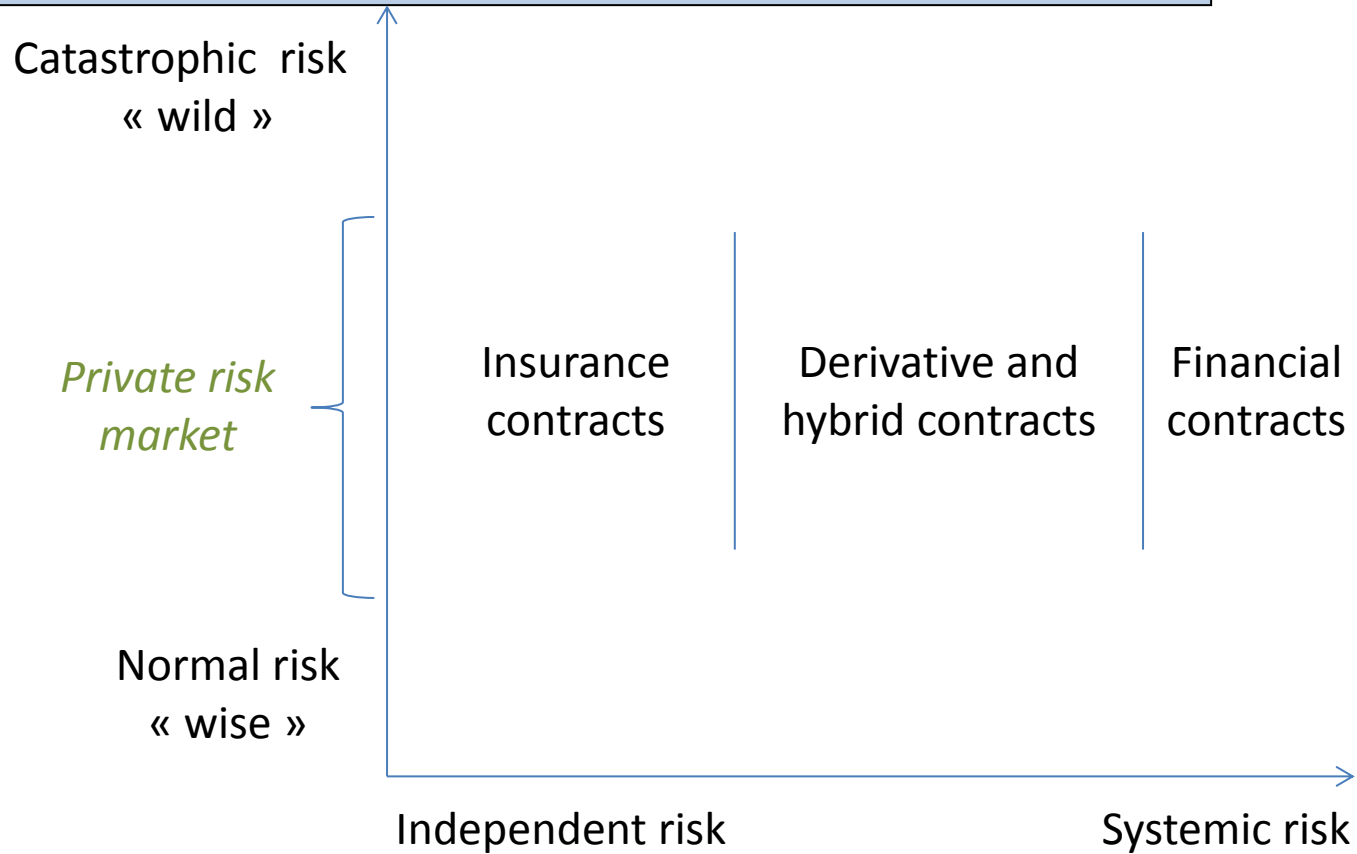 Catastrophic risk
« wild »
Private risk
market
Insurance
contracts
Derivative and
hybrid contracts
Financial
contracts
Normal risk
« wise »
Independent risk
Systemic risk